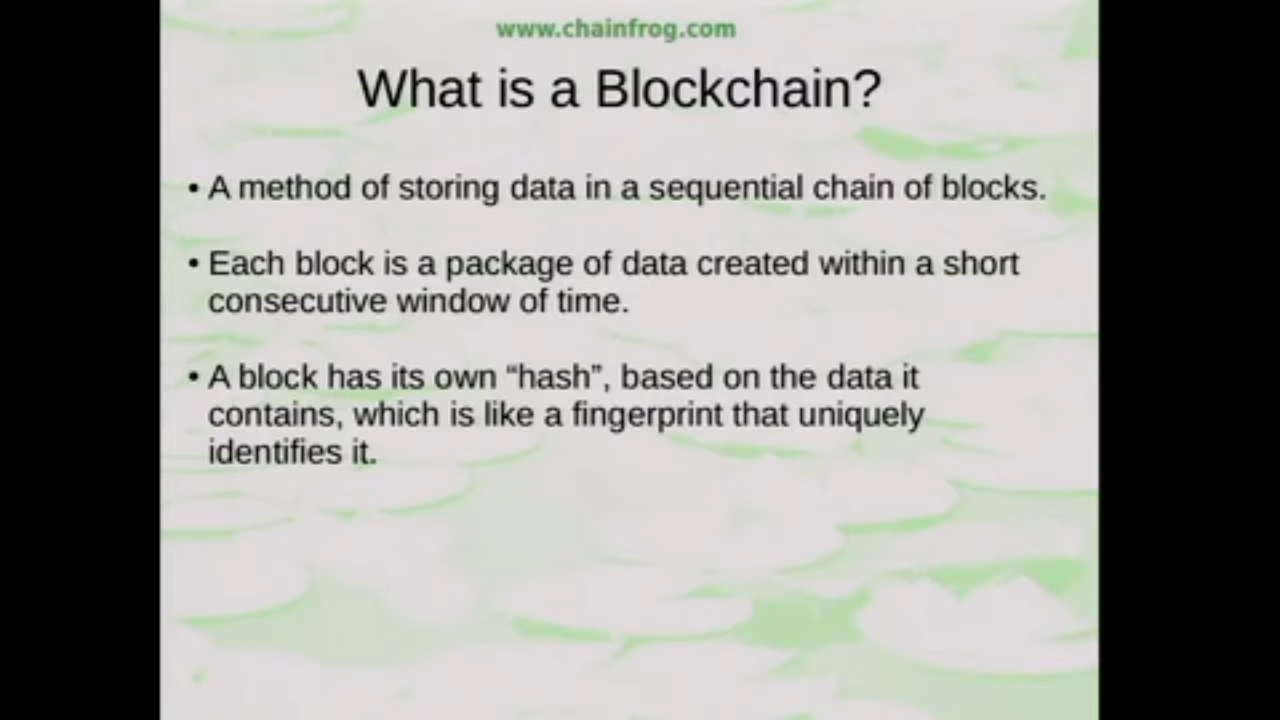 www.chainfrog.com
What is a Blockchain?
• A method of storing data in a sequential chain of blocks.
• Each block is a package of data created within a short
consecutive window of time.
• A block has its own “hash”, based on the data it
contains, which is like a fingerprint that uniquely
identifies it.